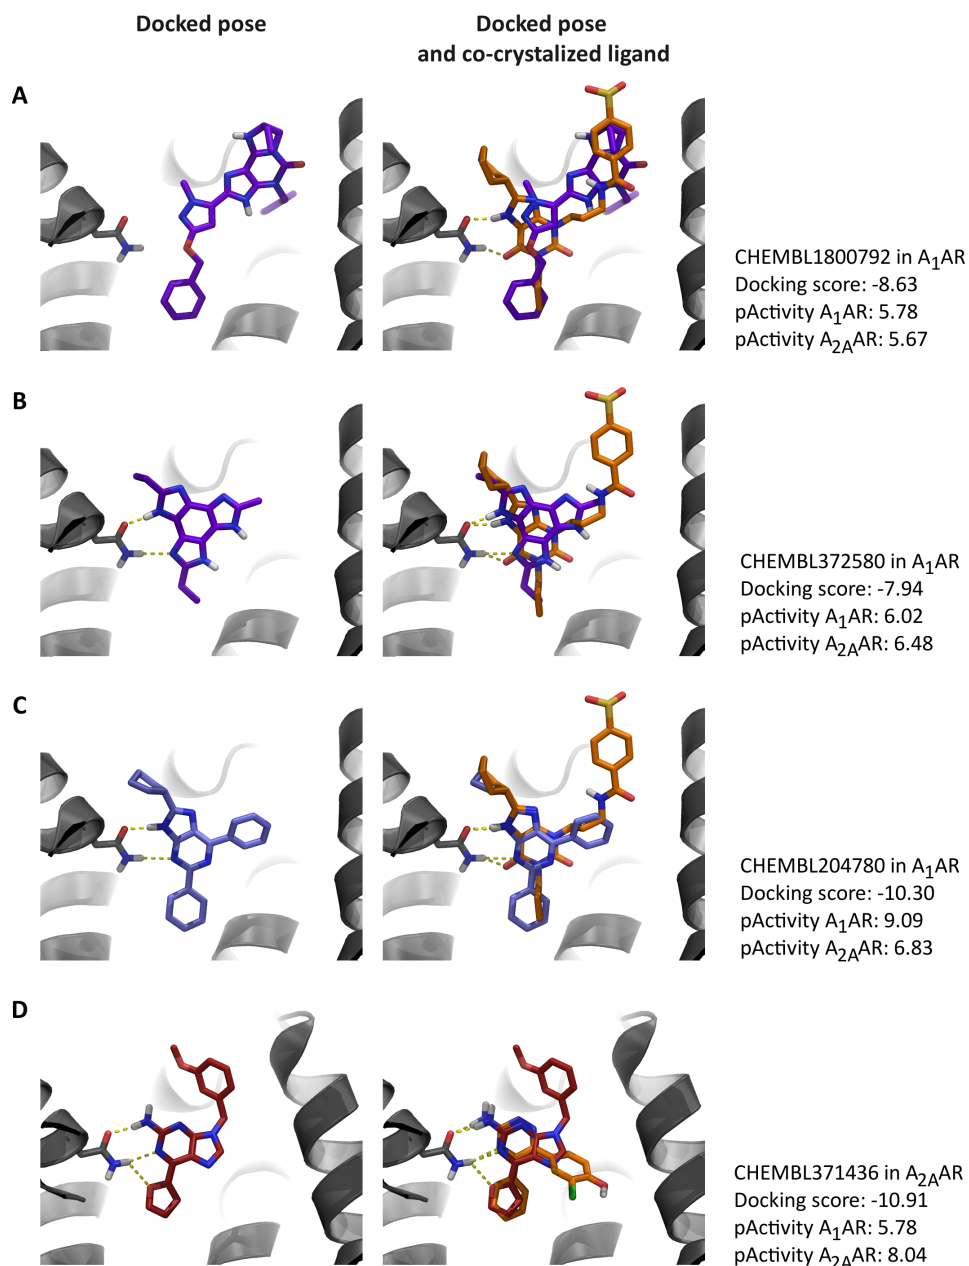 Docked pose
Docked pose
and co-crystalized ligand
A
CHEMBL1800792 in A1AR
Docking score: -8.63
pActivity A1AR: 5.78
pActivity A2AAR: 5.67
B
CHEMBL372580 in A1AR
Docking score: -7.94
pActivity A1AR: 6.02
pActivity A2AAR: 6.48
C
CHEMBL204780 in A1AR
Docking score: -10.30
pActivity A1AR: 9.09
pActivity A2AAR: 6.83
D
CHEMBL371436 in A2AAR
Docking score: -10.91
pActivity A1AR: 5.78
pActivity A2AAR: 8.04